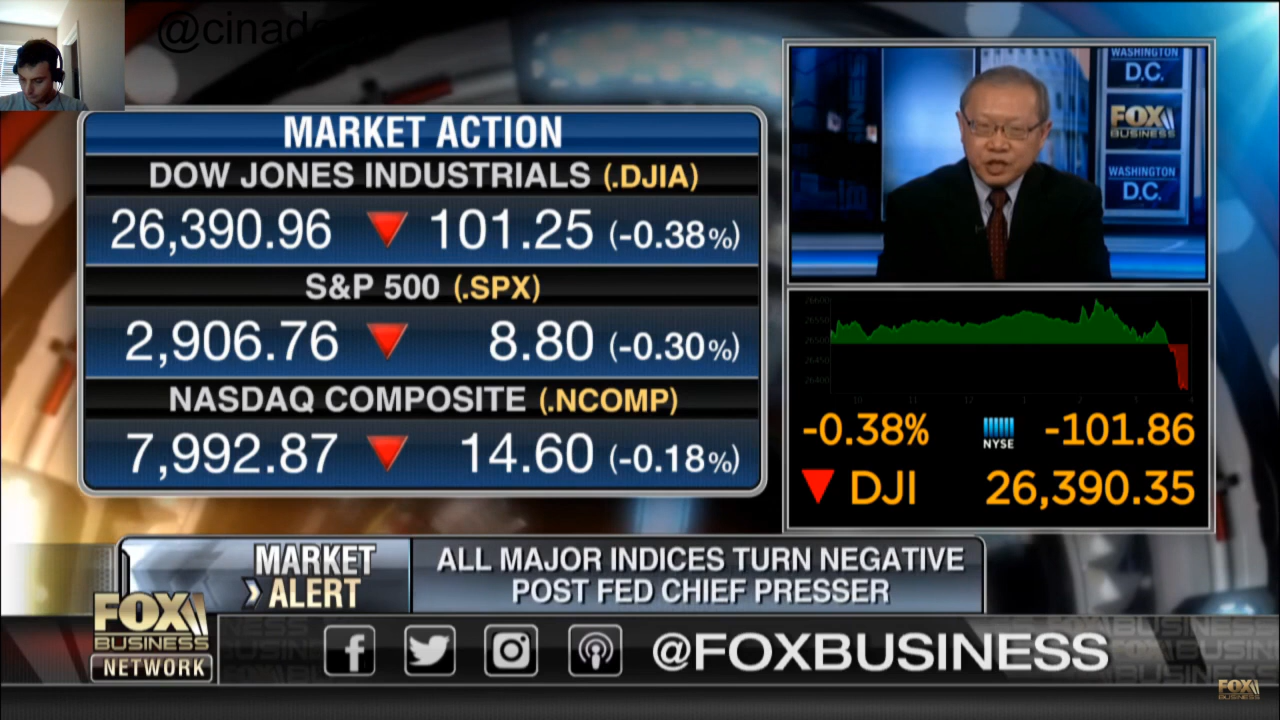 @cinad
MARKET ACTION
DOW JONES INDUSTRIALS (.DJIA)
26,390.96 ▼ 101.25 (-0.38%)
S&P 500 (.SPX)
2,906.76 ▼ 8.80 (-0.30%)
NASDAQ COMPOSITE (.NCOMP)
7,992.87 ▼ 14.60 (-0.18%)
WASHINGTON
D.C.
FOX
BUSINESS
WASHINGTON
D.C.
-0.38% NYSE -101.86
▼ DJI 26,390.35
MARKET
ALERT
ALL MAJOR INDICES TURN NEGATIVE
POST FED CHIEF PRESSER
FOX
BUSINESS
NETWORK
@FOXBUSINESS
FOX
BUSINESS